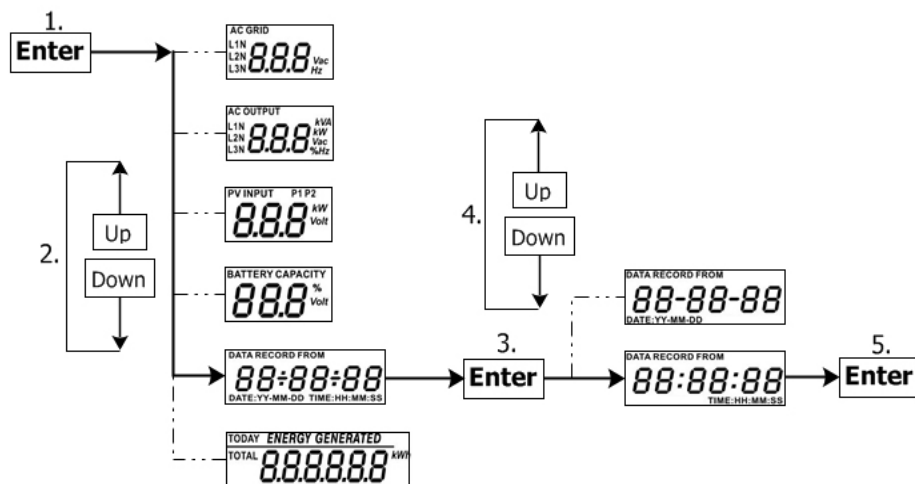 1.
Enter
AC GRID
L1N
L2N
L3N
8.8.8
Vac
Hz
AC OUTPUT
L1N
L2N
L3N
8.8.8
kVA
kW
Vac
%Hz
2.
Up
Down
PV INPUT P1 P2
8.8.8
kW
Volt
BATTERY CAPACITY
8.8.8
%
Volt
DATA RECORD FROM
88÷88÷88
DATE:YY-MM-DD TIME:HH:MM:SS
TODAY ENERGY GENERATED
TOTAL 8.8.8.8.8.8 kWh
3.
Enter
4.
Up
Down
DATA RECORD FROM
88-88-88
DATE:YY-MM-DD
DATA RECORD FROM
88:88:88
TIME:HH:MM:SS
5.
Enter